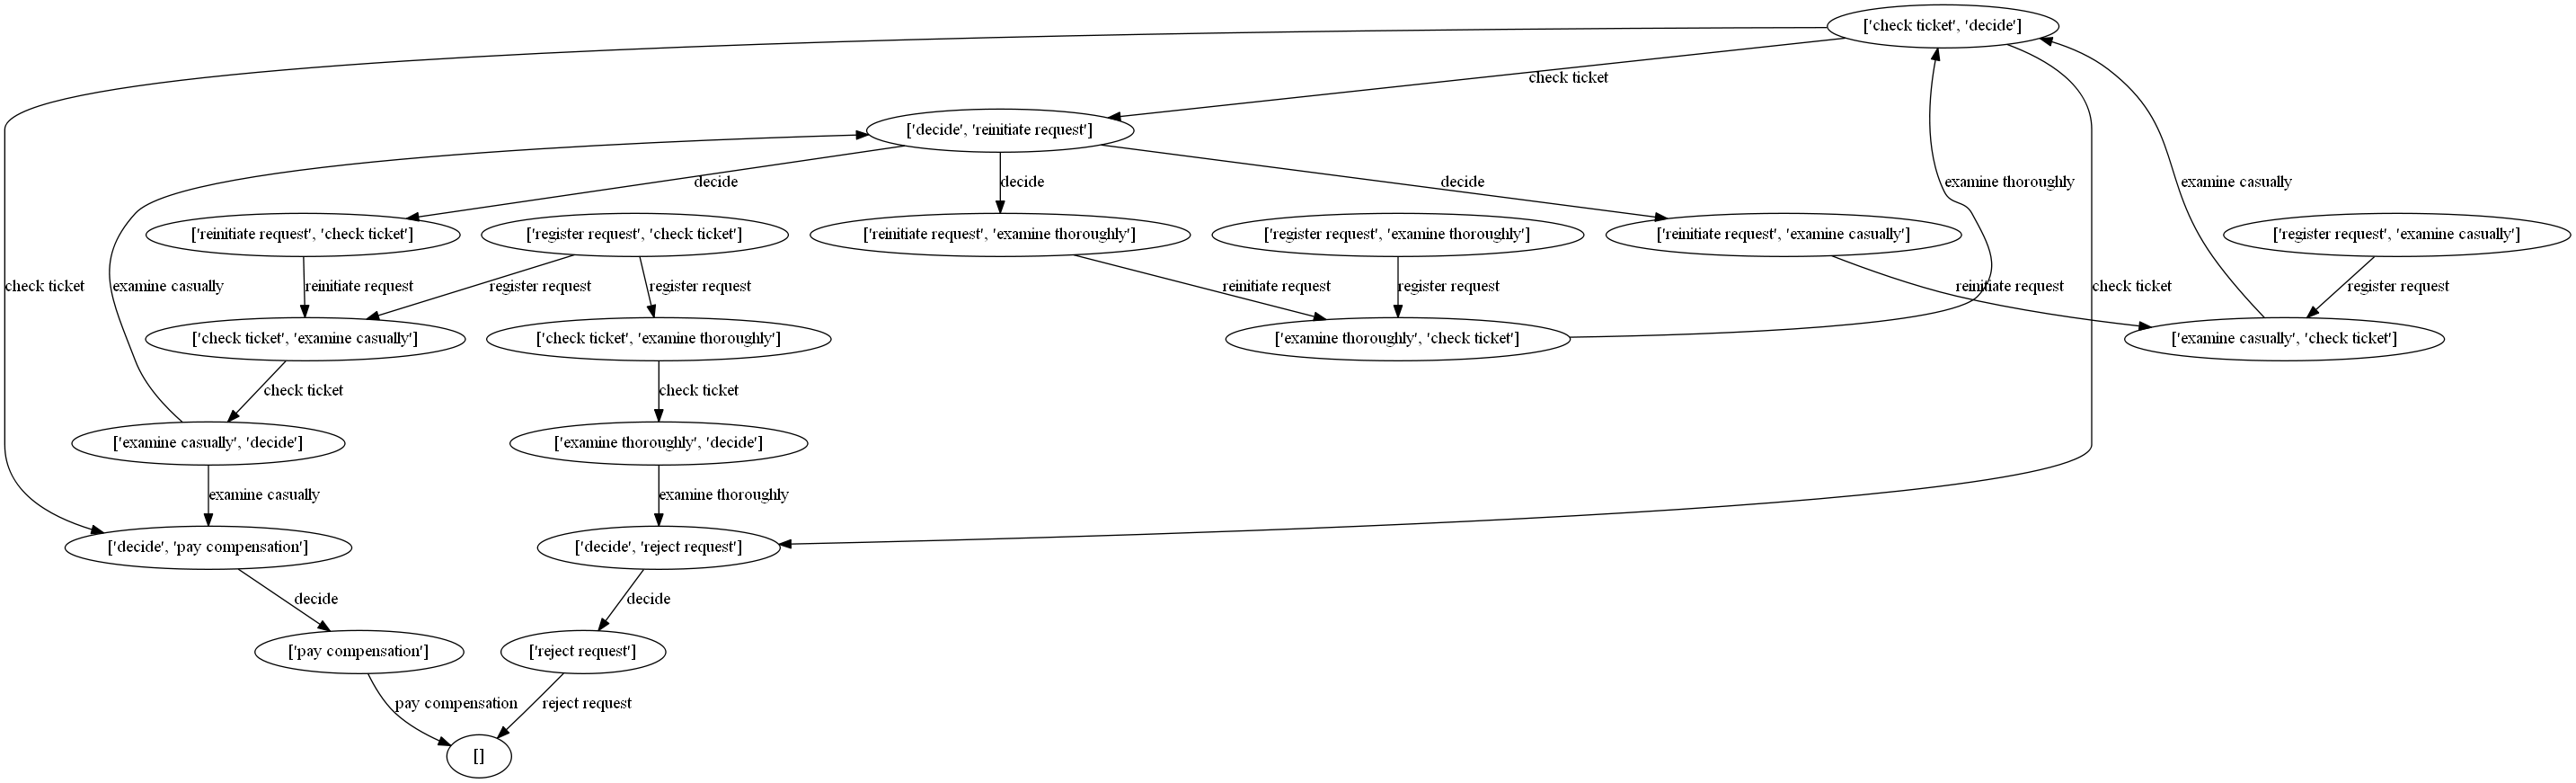 ['check ticket', 'decide']
check ticket
['decide', 'reinitiate request']
decide
decide
decide
examine thoroughly
examine casually
['reinitiate request', 'check ticket']
['register request', 'check ticket']
['reinitiate request', 'examine thoroughly']
['register request', 'examine thoroughly']
['reinitiate request', 'examine casually']
['register request', 'examine casually']
check ticket
examine casually
reinitiate request
register request
register request
reinitiate request
register request
reinitiate request
check ticket
register request
['check ticket', 'examine casually']
['check ticket', 'examine thoroughly']
['examine thoroughly', 'check ticket']
['examine casually', 'check ticket']
check ticket
check ticket
['examine casually', 'decide']
['examine thoroughly', 'decide']
examine casually
examine thoroughly
['decide', 'pay compensation']
['decide', 'reject request']
decide
decide
['pay compensation']
['reject request']
pay compensation
reject request
[]